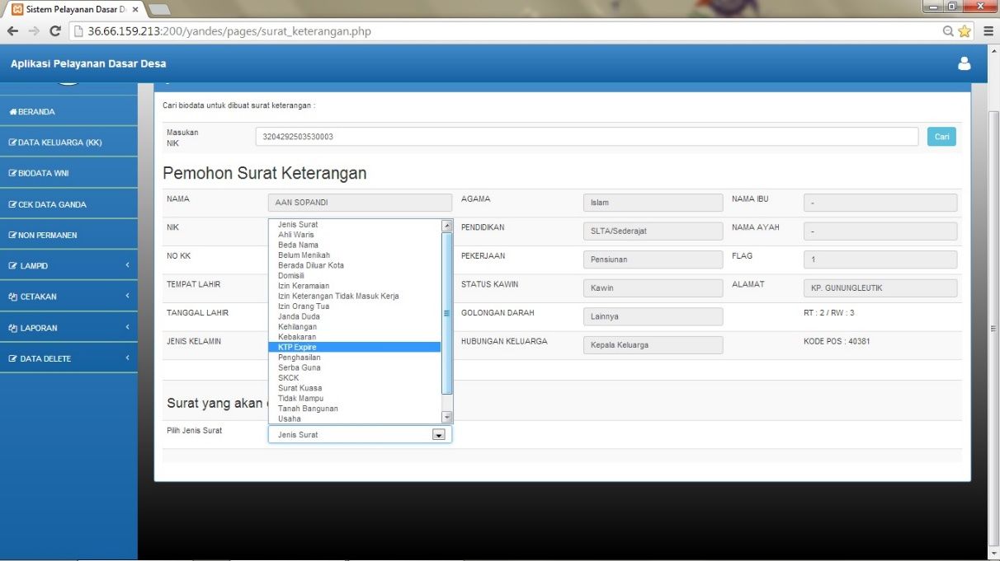 Sistem Pelayanan Dasar D
36.66.159.213:200/yandes/pages/surat_keterangan.php
Aplikasi Pelayanan Dasar Desa
BERANDA
DATA KELUARGA (KK)
BIODATA WNI
CEK DATA GANDA
NON PERMANEN
LAMPID
CETAKAN
LAPORAN
DATA DELETE
Cari biodata untuk dibuat surat keterangan :
Masukan
NIK
3204292503530003
Cari
Pemohon Surat Keterangan
NAMA
AAN SOPANDI
AGAMA
Islam
NAMA IBU
-
NIK
PENDIDIKAN
SLTA/Sederajat
NAMA AYAH
-
NO KK
PEKERJAAN
Pensiunan
FLAG
1
TEMPAT LAHIR
STATUS KAWIN
Kawin
ALAMAT
KP. GUNUNGLEUTIK
TANGGAL LAHIR
GOLONGAN DARAH
Lainnya
RT : 2 / RW : 3
JENIS KELAMIN
HUBUNGAN KELUARGA
Kepala Keluarga
KODE POS : 40381
Jenis Surat
Ahli Waris
Beda Nama
Belum Menikah
Berada Diluar Kota
Domisili
Izin Keramaian
Izin Keterangan Tidak Masuk Kerja
Izin Orang Tua
Janda Duda
Kehilangan
Kebakaran
KTP Expire
Penghasilan
Serba Guna
SKCK
Surat Kuasa
Tidak Mampu
Tanah Bangunan
Usaha
Surat yang akan
Pilih Jenis Surat
Jenis Surat